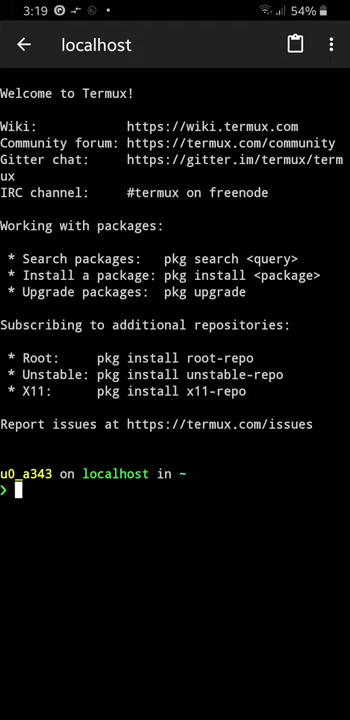 3:19 54%
localhost
Welcome to Termux!
Wiki: https://wiki.termux.com
Community forum: https://termux.com/community
Gitter chat: https://gitter.im/termux/term
ux
IRC channel: #termux on freenode
Working with packages:
* Search packages: pkg search <query>
* Install a package: pkg install <package>
* Upgrade packages: pkg upgrade
Subscribing to additional repositories:
* Root: pkg install root-repo
* Unstable: pkg install unstable-repo
* X11: pkg install x11-repo
Report issues at https://termux.com/issues
u0_a343 on localhost in ~
❯